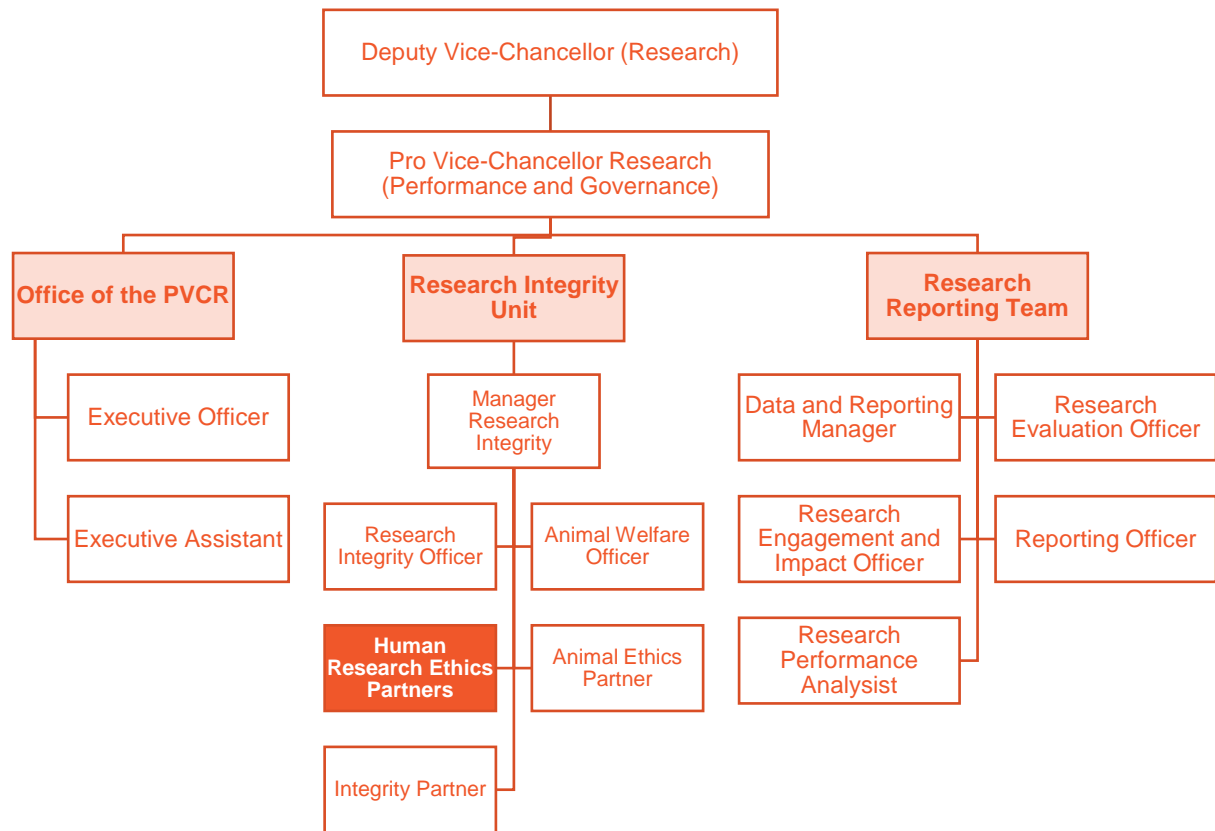 Deputy Vice-Chancellor (Research)
Pro Vice-Chancellor Research
(Performance and Governance)
Office of the PVCR
Research Integrity
Unit
Research
Reporting Team
Executive Officer
Executive Assistant
Manager
Research
Integrity
Research
Integrity Officer
Animal Welfare
Officer
Human
Research Ethics
Partners
Animal Ethics
Partner
Integrity Partner
Data and Reporting
Manager
Research
Evaluation Officer
Research
Engagement and
Impact Officer
Reporting Officer
Research
Performance
Analysist